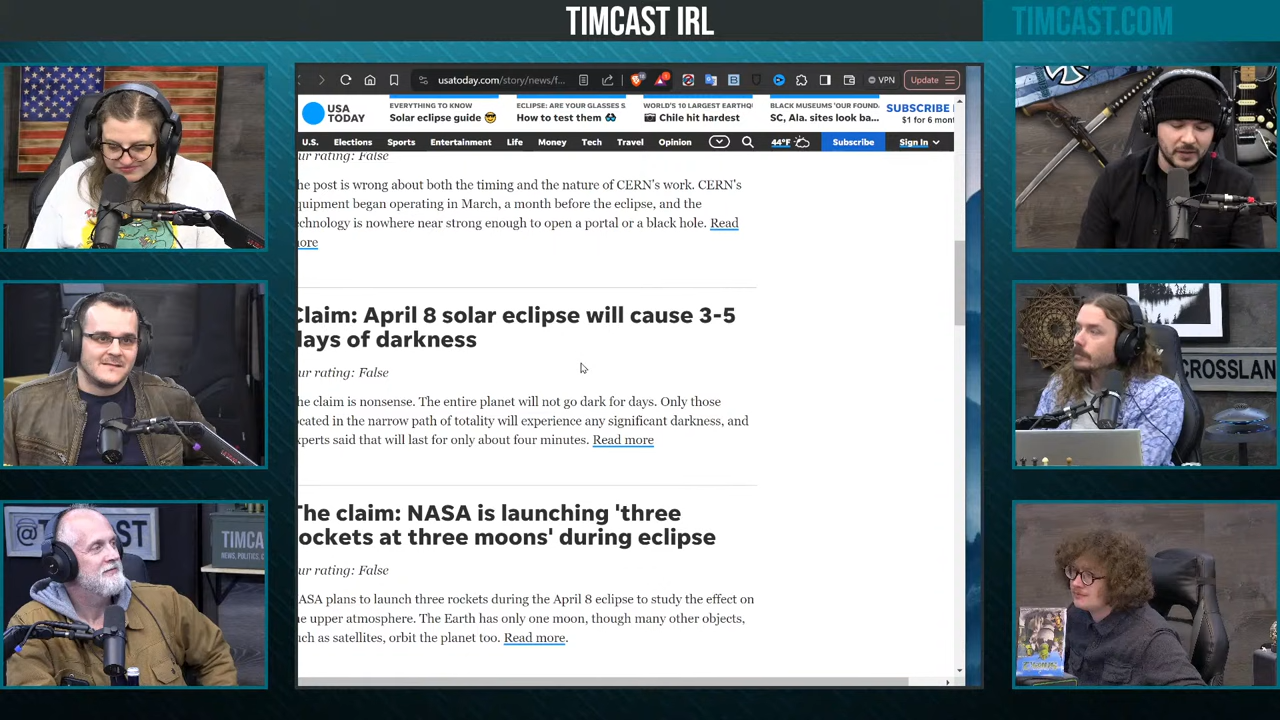 TIMCAST IRL
TIMCAST.COM
usatoday.com/story/news/f...
VPN
Update
USA
TODAY
EVERYTHING TO KNOW
Solar eclipse guide
ECLIPSE: ARE YOUR GLASSES S
How to test them
WORLD'S 10 LARGEST EARTHQU
Chile hit hardest
BLACK MUSEUMS 'OUR FOUND.
SC, Ala. sites look ba...
SUBSCRIBE
$1 for 6 mont
U.S. Elections Sports Entertainment Life Money Tech Travel Opinion 44°F Subscribe Sign In
ur rating: False
he post is wrong about both the timing and the nature of CERN's work. CERN's
quipment began operating in March, a month before the eclipse, and the
chnology is nowhere near strong enough to open a portal or a black hole. Read
ore
Claim: April 8 solar eclipse will cause 3-5
days of darkness
ur rating: False
he claim is nonsense. The entire planet will not go dark for days. Only those
cated in the narrow path of totality will experience any significant darkness, and
xperts said that will last for only about four minutes. Read more
The claim: NASA is launching 'three
ockets at three moons' during eclipse
ur rating: False
ASA plans to launch three rockets during the April 8 eclipse to study the effect on
e upper atmosphere. The Earth has only one moon, though many other objects,
ch as satellites, orbit the planet too. Read more.
CROSSLAN
@TIMCAST
TIMCA
NEWS, POLITICS, C